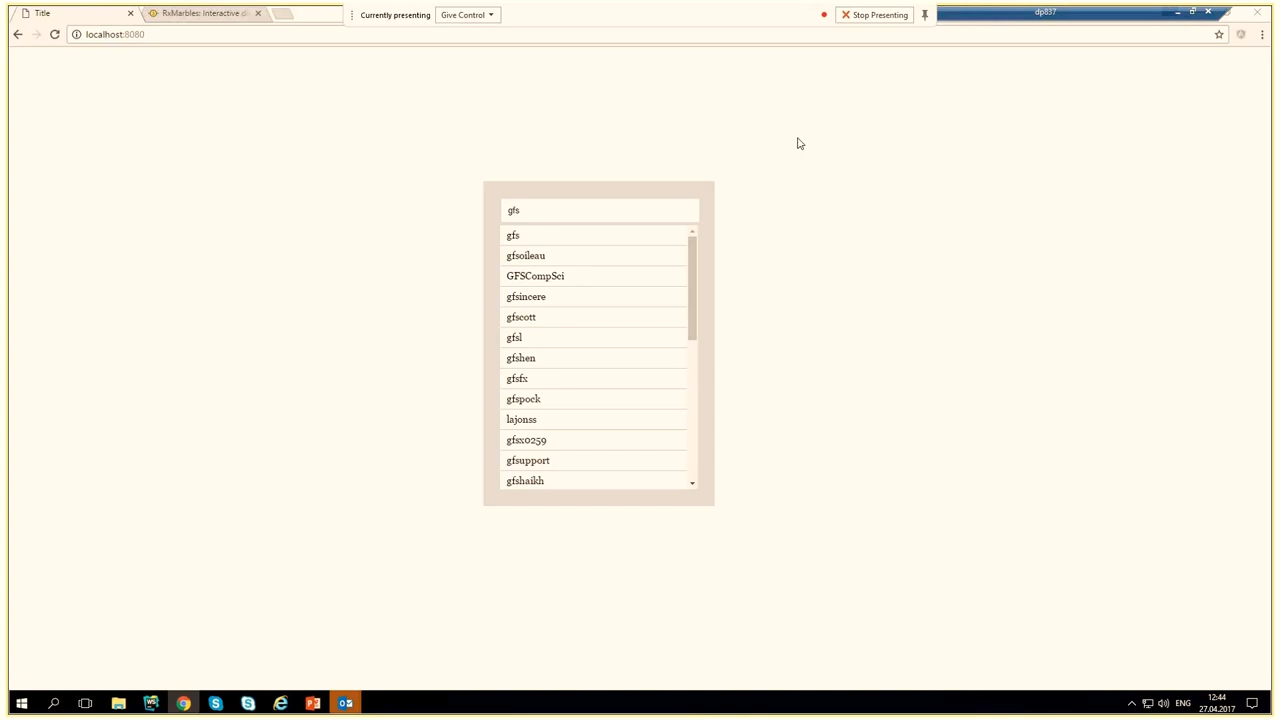 Title
RxMarbles: Interactive di
Currently presenting
Give Control
Stop Presenting
dp837
localhost:8080
gfs
gfs
gfsoileau
GFSCompSci
gfsincere
gfscott
gfsl
gfshen
gfsfx
gfspock
lajonss
gfsx0259
gfsupport
gfshaikh
ENG
12:44
27.04.2017